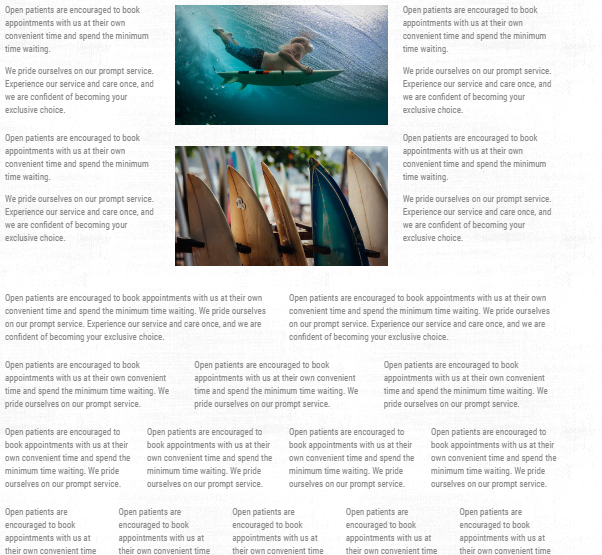 Open patients are encouraged to book
appointments with us at their own
convenient time and spend the minimum
time waiting.
We pride ourselves on our prompt service.
Experience our service and care once, and
we are confident of becoming your
exclusive choice.
Open patients are encouraged to book
appointments with us at their own
convenient time and spend the minimum
time waiting.
We pride ourselves on our prompt service.
Experience our service and care once, and
we are confident of becoming your
exclusive choice.
Open patients are encouraged to book
appointments with us at their own
convenient time and spend the minimum
time waiting.
We pride ourselves on our prompt service.
Experience our service and care once, and
we are confident of becoming your
exclusive choice.
Open patients are encouraged to book
appointments with us at their own
convenient time and spend the minimum
time waiting.
We pride ourselves on our prompt service.
Experience our service and care once, and
we are confident of becoming your
exclusive choice.
Open patients are encouraged to book appointments with us at their own
convenient time and spend the minimum time waiting. We pride ourselves
on our prompt service. Experience our service and care once, and we are
confident of becoming your exclusive choice.
Open patients are encouraged to book appointments with us at their own
convenient time and spend the minimum time waiting. We pride ourselves
on our prompt service. Experience our service and care once, and we are
confident of becoming your exclusive choice.
Open patients are encouraged to book
appointments with us at their own convenient
time and spend the minimum time waiting. We
pride ourselves on our prompt service.
Open patients are encouraged to book
appointments with us at their own convenient
time and spend the minimum time waiting. We
pride ourselves on our prompt service.
Open patients are encouraged to book
appointments with us at their own convenient
time and spend the minimum time waiting. We
pride ourselves on our prompt service.
Open patients are encouraged to
book appointments with us at their
own convenient time and spend the
minimum time waiting. We pride
ourselves on our prompt service.
Open patients are encouraged to
book appointments with us at their
own convenient time and spend the
minimum time waiting. We pride
ourselves on our prompt service.
Open patients are encouraged to
book appointments with us at their
own convenient time and spend the
minimum time waiting. We pride
ourselves on our prompt service.
Open patients are encouraged to
book appointments with us at their
own convenient time and spend the
minimum time waiting. We pride
ourselves on our prompt service.
Open patients are
encouraged to book
appointments with us at
their own convenient time
Open patients are
encouraged to book
appointments with us at
their own convenient time
Open patients are
encouraged to book
appointments with us at
their own convenient time
Open patients are
encouraged to book
appointments with us at
their own convenient time
Open patients are
encouraged to book
appointments with us at
their own convenient time